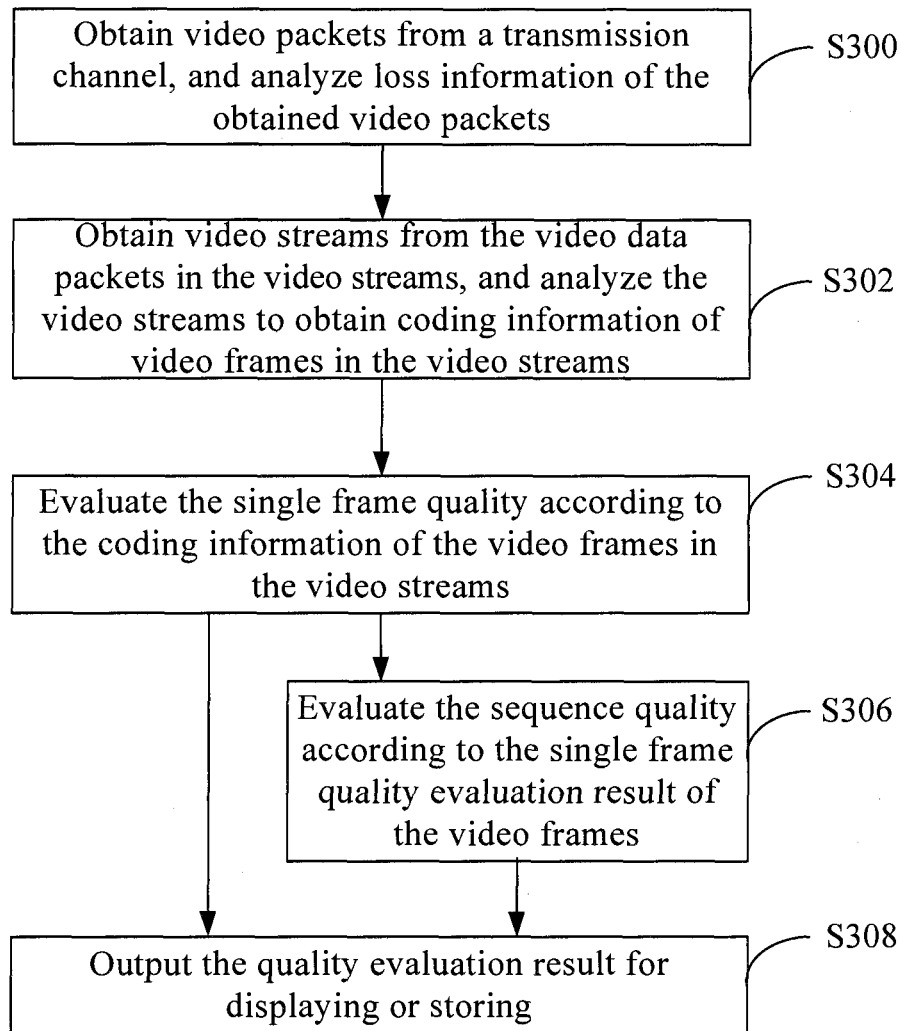 Obtain video packets from a transmission
channel, and analyze loss information of the
obtained video packets
S300
Obtain video streams from the video data
packets in the video streams, and analyze the
video streams to obtain coding information of
video frames in the video streams
S302
Evaluate the single frame quality according to
the coding information of the video frames in
the video streams
S304
Evaluate the sequence quality
according to the single frame
quality evaluation result of
the video frames
S306
Output the quality evaluation result for
displaying or storing
S308